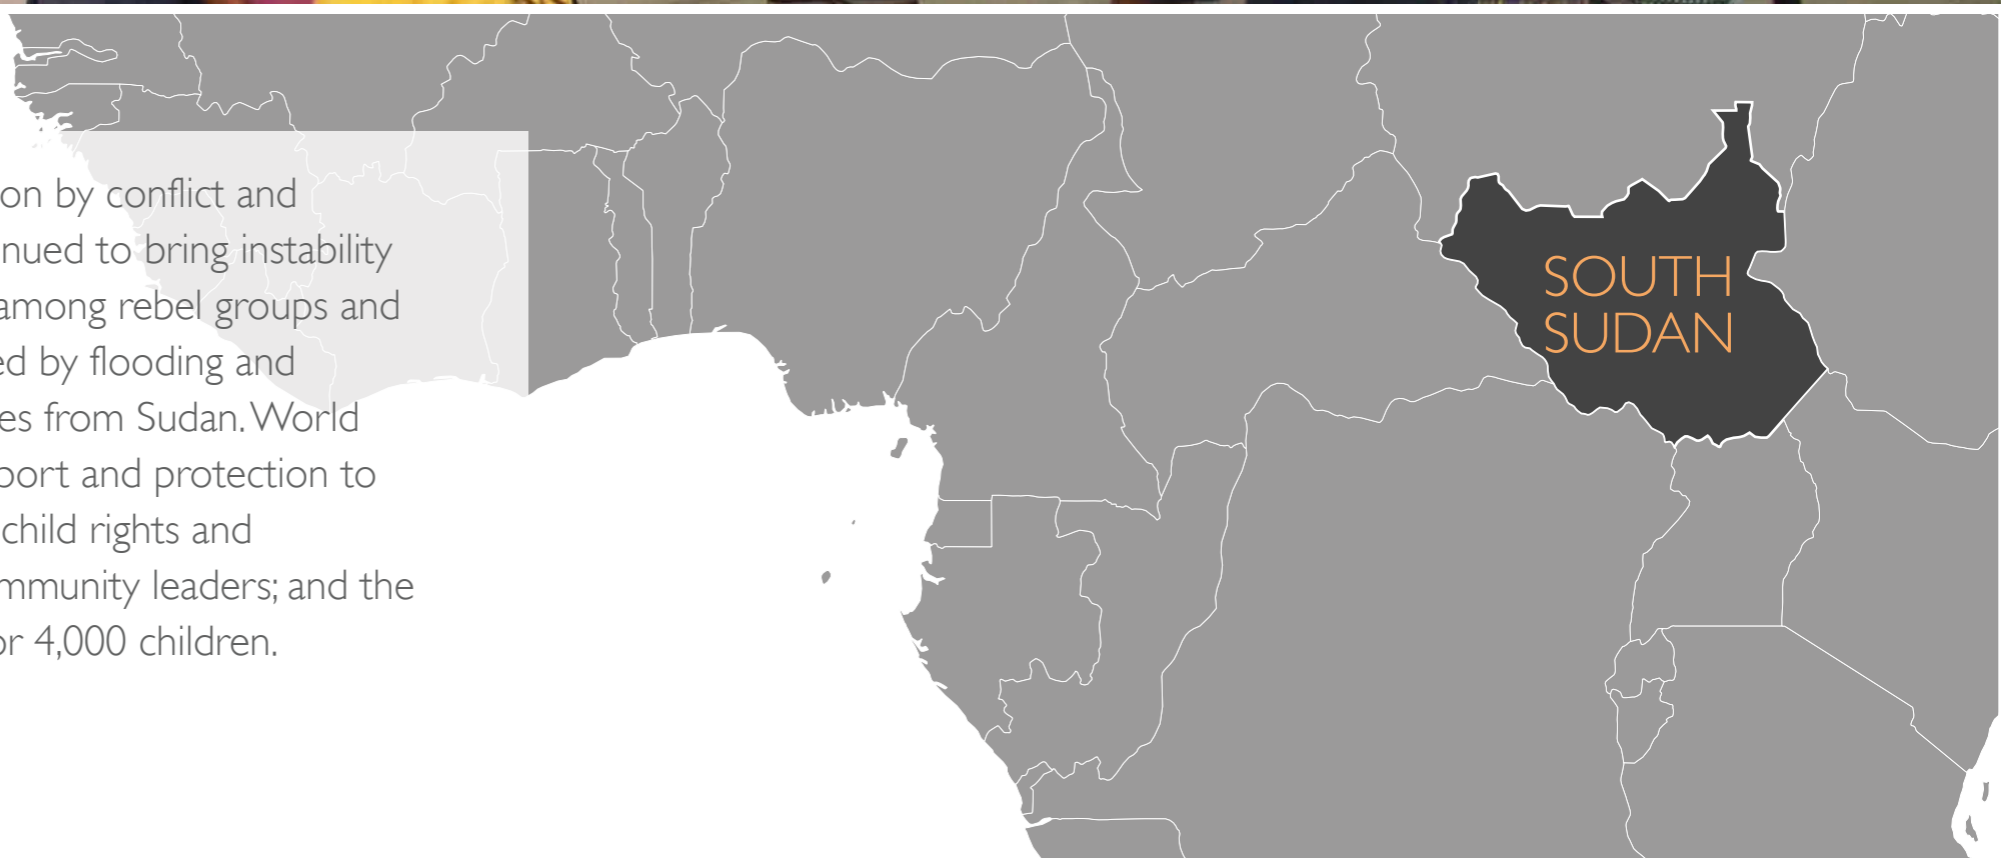 on by conflict and
nued to bring instability
among rebel groups and
ed by flooding and
es from Sudan. World
port and protection to
child rights and
mmunity leaders; and the
or 4,000 children.
SOUTH
SUDAN